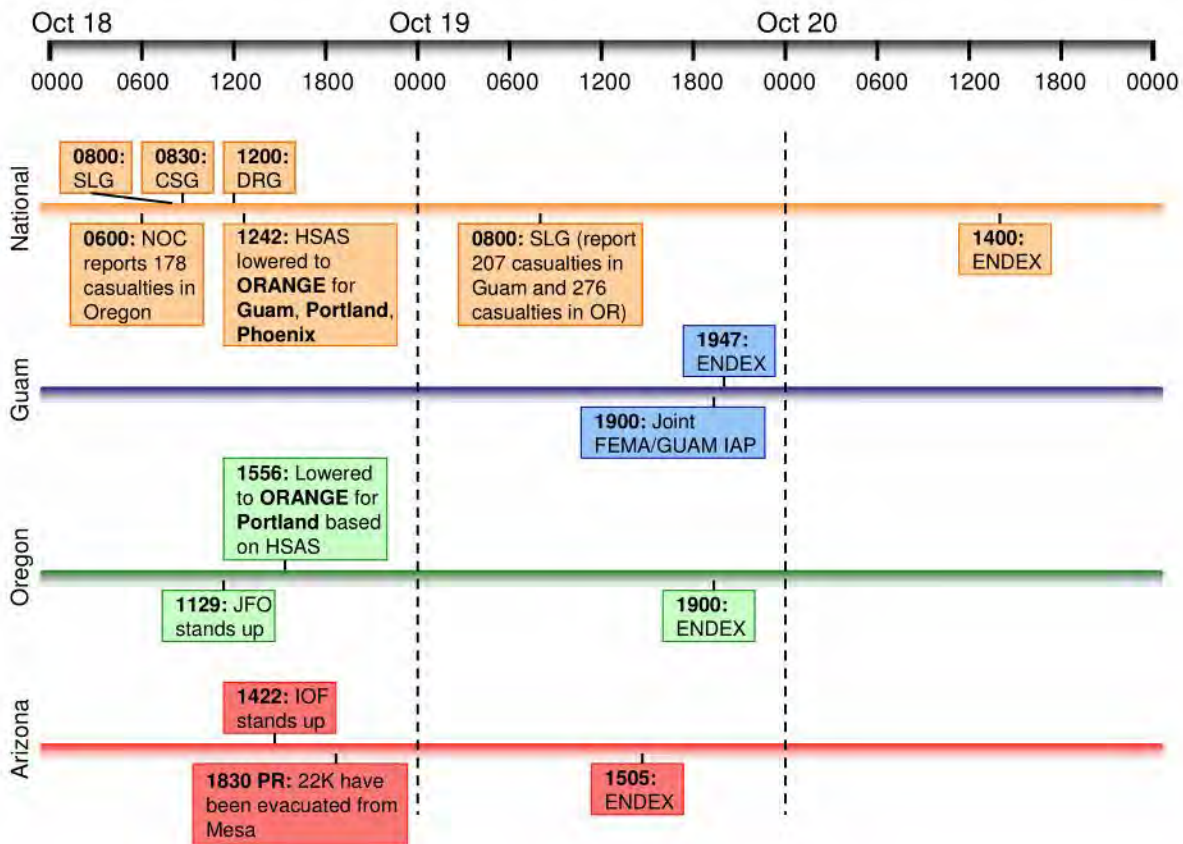 Oct 18 Oct 19 Oct 20
0000 0600 1200 1800 0000 0600 1200 1800 0000 0600 1200 1800 0000
National
0800:
SLG
0830:
CSG
1200:
DRG
0600: NOC
reports 178
casualties in
Oregon
1242: HSAS
lowered to
ORANGE for
Guam, Portland,
Phoenix
0800: SLG (report
207 casualties in
Guam and 276
casualties in OR)
1400:
ENDEX
Guam
1947:
ENDEX
1900: Joint
FEMA/GUAM IAP
Oregon
1556: Lowered
to ORANGE for
Portland based
on HSAS
1129: JFO
stands up
1900:
ENDEX
Arizona
1422: IOF
stands up
1830 PR: 22K have
been evacuated from
Mesa
1505:
ENDEX